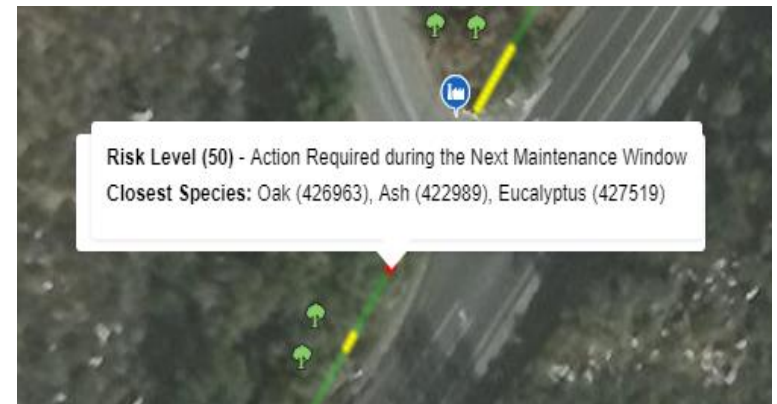 Risk Level (50) - Action Required during the Next Maintenance Window
Closest Species: Oak (426963), Ash (422989), Eucalyptus (427519)